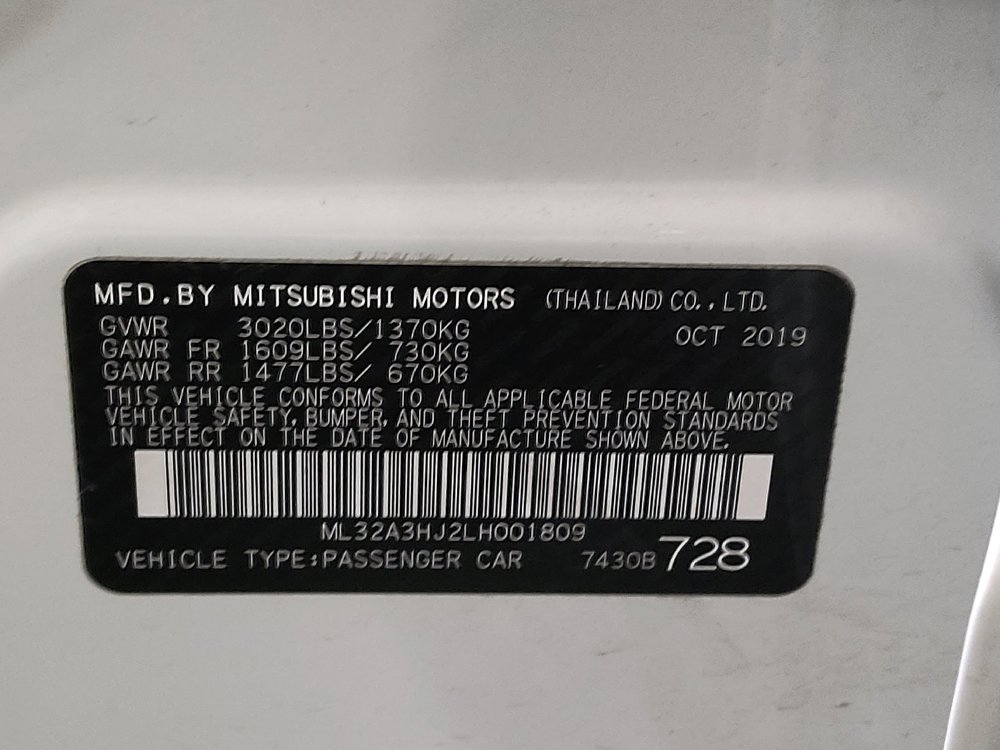 MFD.BY MITSUBISHI MOTORS (THAILAND) CO.,LTD.
GVWR 3020LBS/1370KG OCT 2019
GAWR FR 1609LBS/ 730KG
GAWR RR 1477LBS/ 670KG
THIS VEHICLE CONFORMS TO ALL APPLICABLE FEDERAL MOTOR
VEHICLE SAFETY, BUMPER, AND THEFT PREVENTION STANDARDS
IN EFFECT ON THE DATE OF MANUFACTURE SHOWN ABOVE.
ML32A3HJ2LH001809
VEHICLE TYPE:PASSENGER CAR 7430B 728